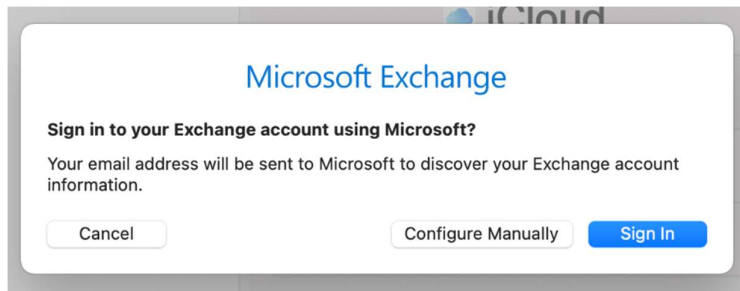 iCloud
Microsoft Exchange
Sign in to your Exchange account using Microsoft?
Your email address will be sent to Microsoft to discover your Exchange account
information.
Cancel
Configure Manually
Sign In